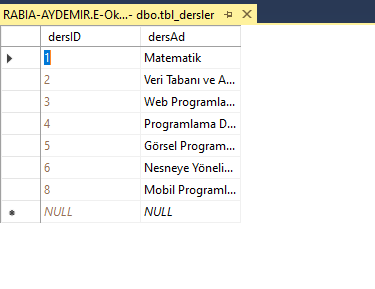 RABIA-AYDEMIR.E-Ok...- dbo.tbl_dersler
dersID dersAd
1 Matematik
2 Veri Tabanı ve A...
3 Web Programla...
4 Programlama D...
5 Görsel Program...
6 Nesneye Yöneli...
8 Mobil Programl...
NULL NULL